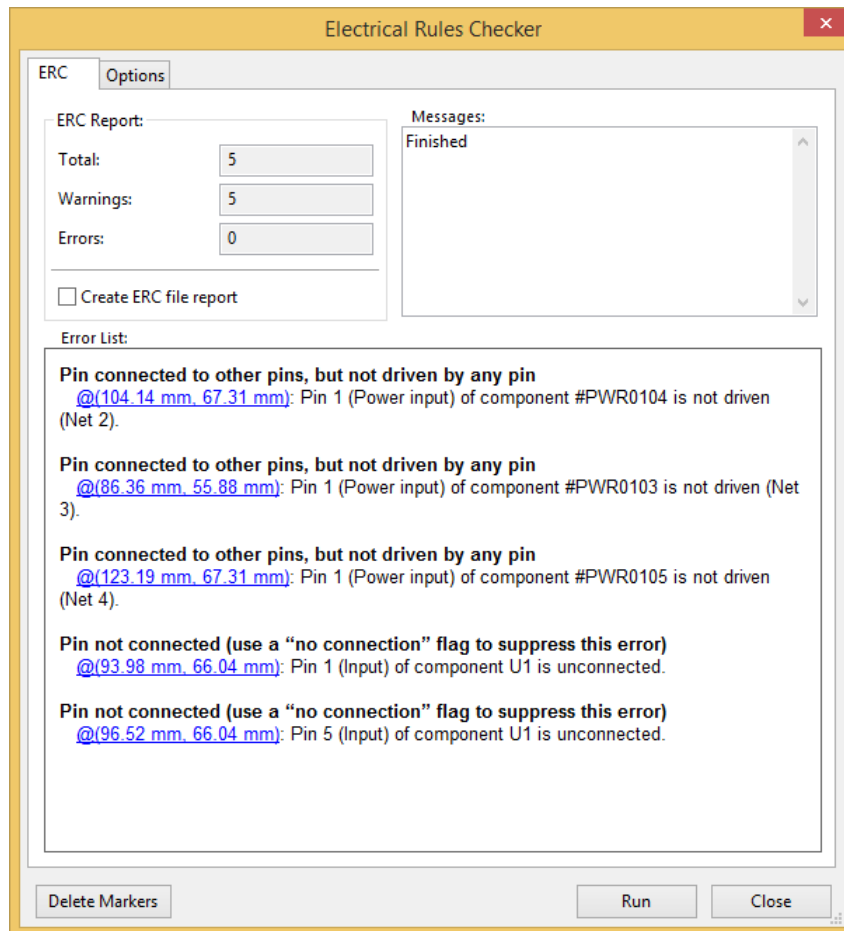 Electrical Rules Checker
ERC
Options
ERC Report:
Total:
5
Warnings:
5
Errors:
0
Create ERC file report
Messages:
Finished
Error List:
Pin connected to other pins, but not driven by any pin
@(104.14 mm, 67.31 mm): Pin 1 (Power input) of component #PWR0104 is not driven
(Net 2).
Pin connected to other pins, but not driven by any pin
@(86.36 mm, 55.88 mm): Pin 1 (Power input) of component #PWR0103 is not driven (Net
3).
Pin connected to other pins, but not driven by any pin
@(123.19 mm, 67.31 mm): Pin 1 (Power input) of component #PWR0105 is not driven
(Net 4).
Pin not connected (use a “no connection” flag to suppress this error)
@(93.98 mm, 66.04 mm): Pin 1 (Input) of component U1 is unconnected.
Pin not connected (use a “no connection” flag to suppress this error)
@(96.52 mm, 66.04 mm): Pin 5 (Input) of component U1 is unconnected.
Delete Markers
Run
Close